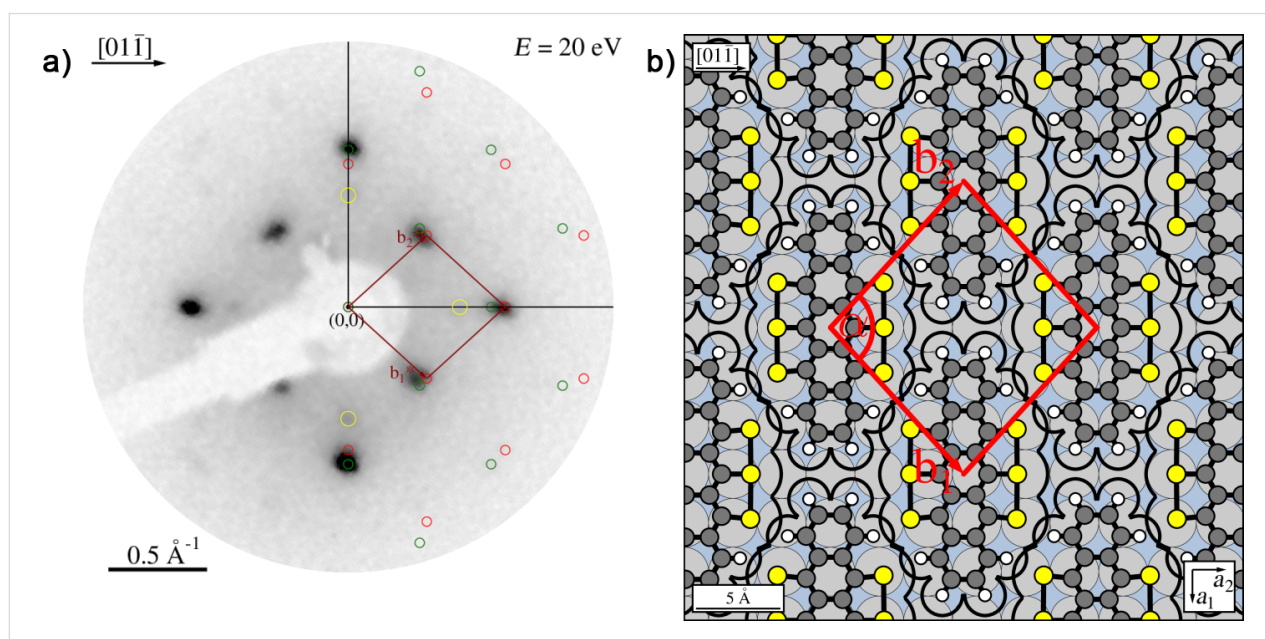 a)
[011̄]
E = 20 eV
b₂
(0,0)
b₁
0.5 Å⁻¹
b)
[011̄]
b₂
α
b₁
5 Å
a₂
a₁